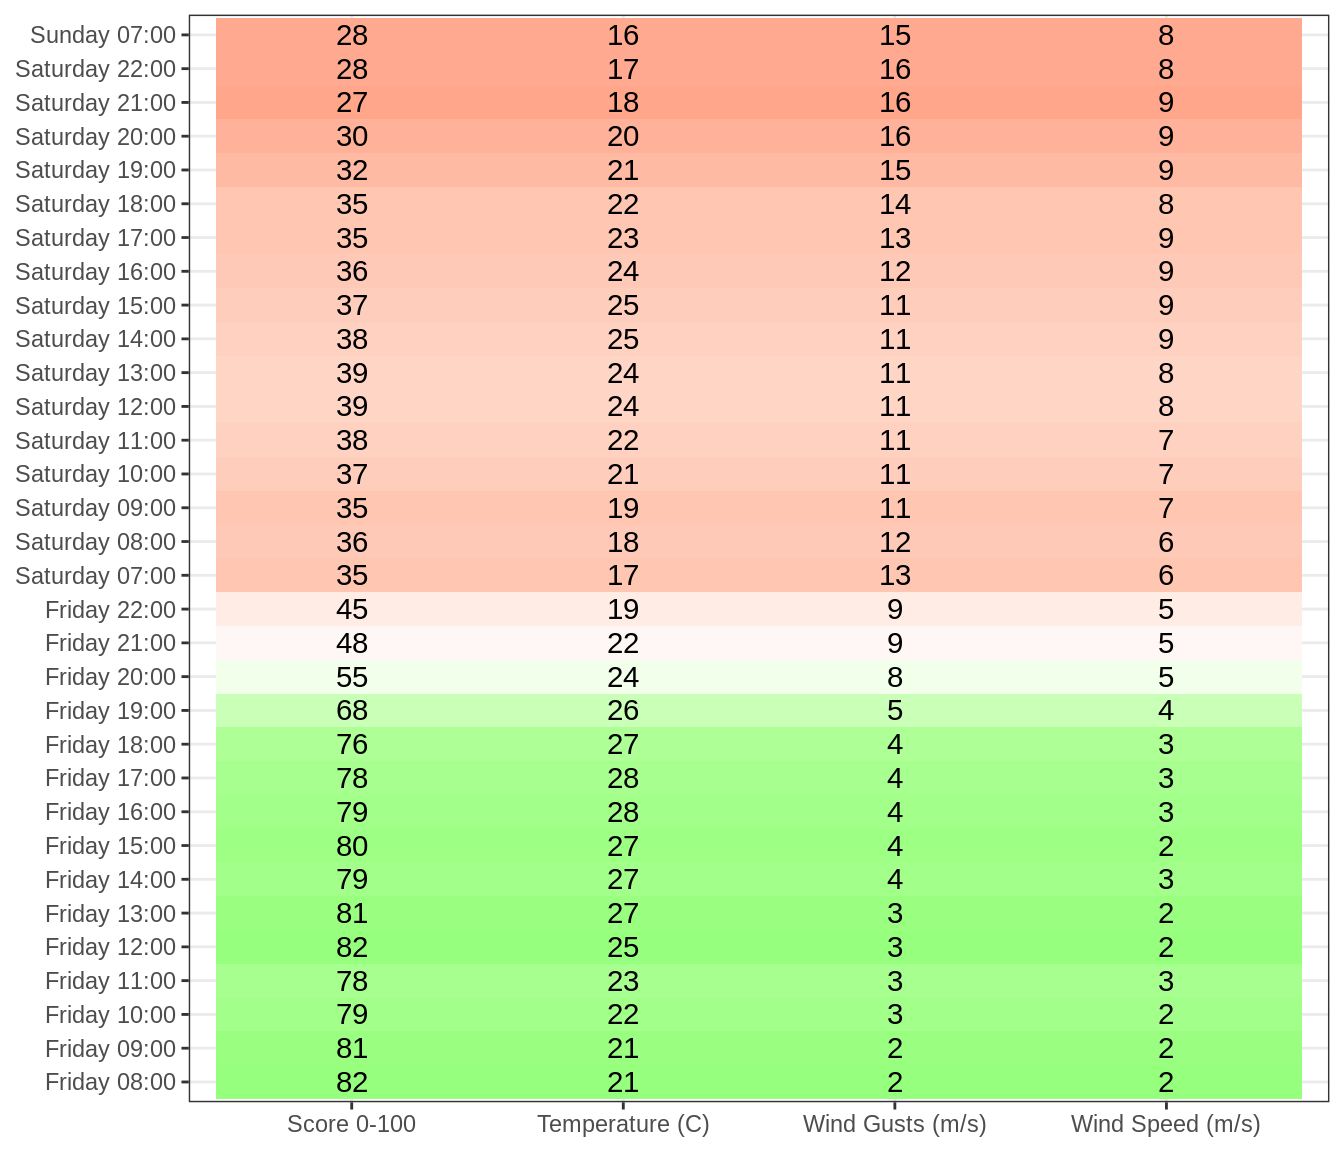 Sunday 07:00 28 16 15 8
Saturday 22:00 28 17 16 8
Saturday 21:00 27 18 16 9
Saturday 20:00 30 20 16 9
Saturday 19:00 32 21 15 9
Saturday 18:00 35 22 14 8
Saturday 17:00 35 23 13 9
Saturday 16:00 36 24 12 9
Saturday 15:00 37 25 11 9
Saturday 14:00 38 25 11 9
Saturday 13:00 39 24 11 8
Saturday 12:00 39 24 11 8
Saturday 11:00 38 22 11 7
Saturday 10:00 37 21 11 7
Saturday 09:00 35 19 11 7
Saturday 08:00 36 18 12 6
Saturday 07:00 35 17 13 6
Friday 22:00 45 19 9 5
Friday 21:00 48 22 9 5
Friday 20:00 55 24 8 5
Friday 19:00 68 26 5 4
Friday 18:00 76 27 4 3
Friday 17:00 78 28 4 3
Friday 16:00 79 28 4 3
Friday 15:00 80 27 4 2
Friday 14:00 79 27 4 3
Friday 13:00 81 27 3 2
Friday 12:00 82 25 3 2
Friday 11:00 78 23 3 3
Friday 10:00 79 22 3 2
Friday 09:00 81 21 2 2
Friday 08:00 82 21 2 2
Score 0-100 Temperature (C) Wind Gusts (m/s) Wind Speed (m/s)